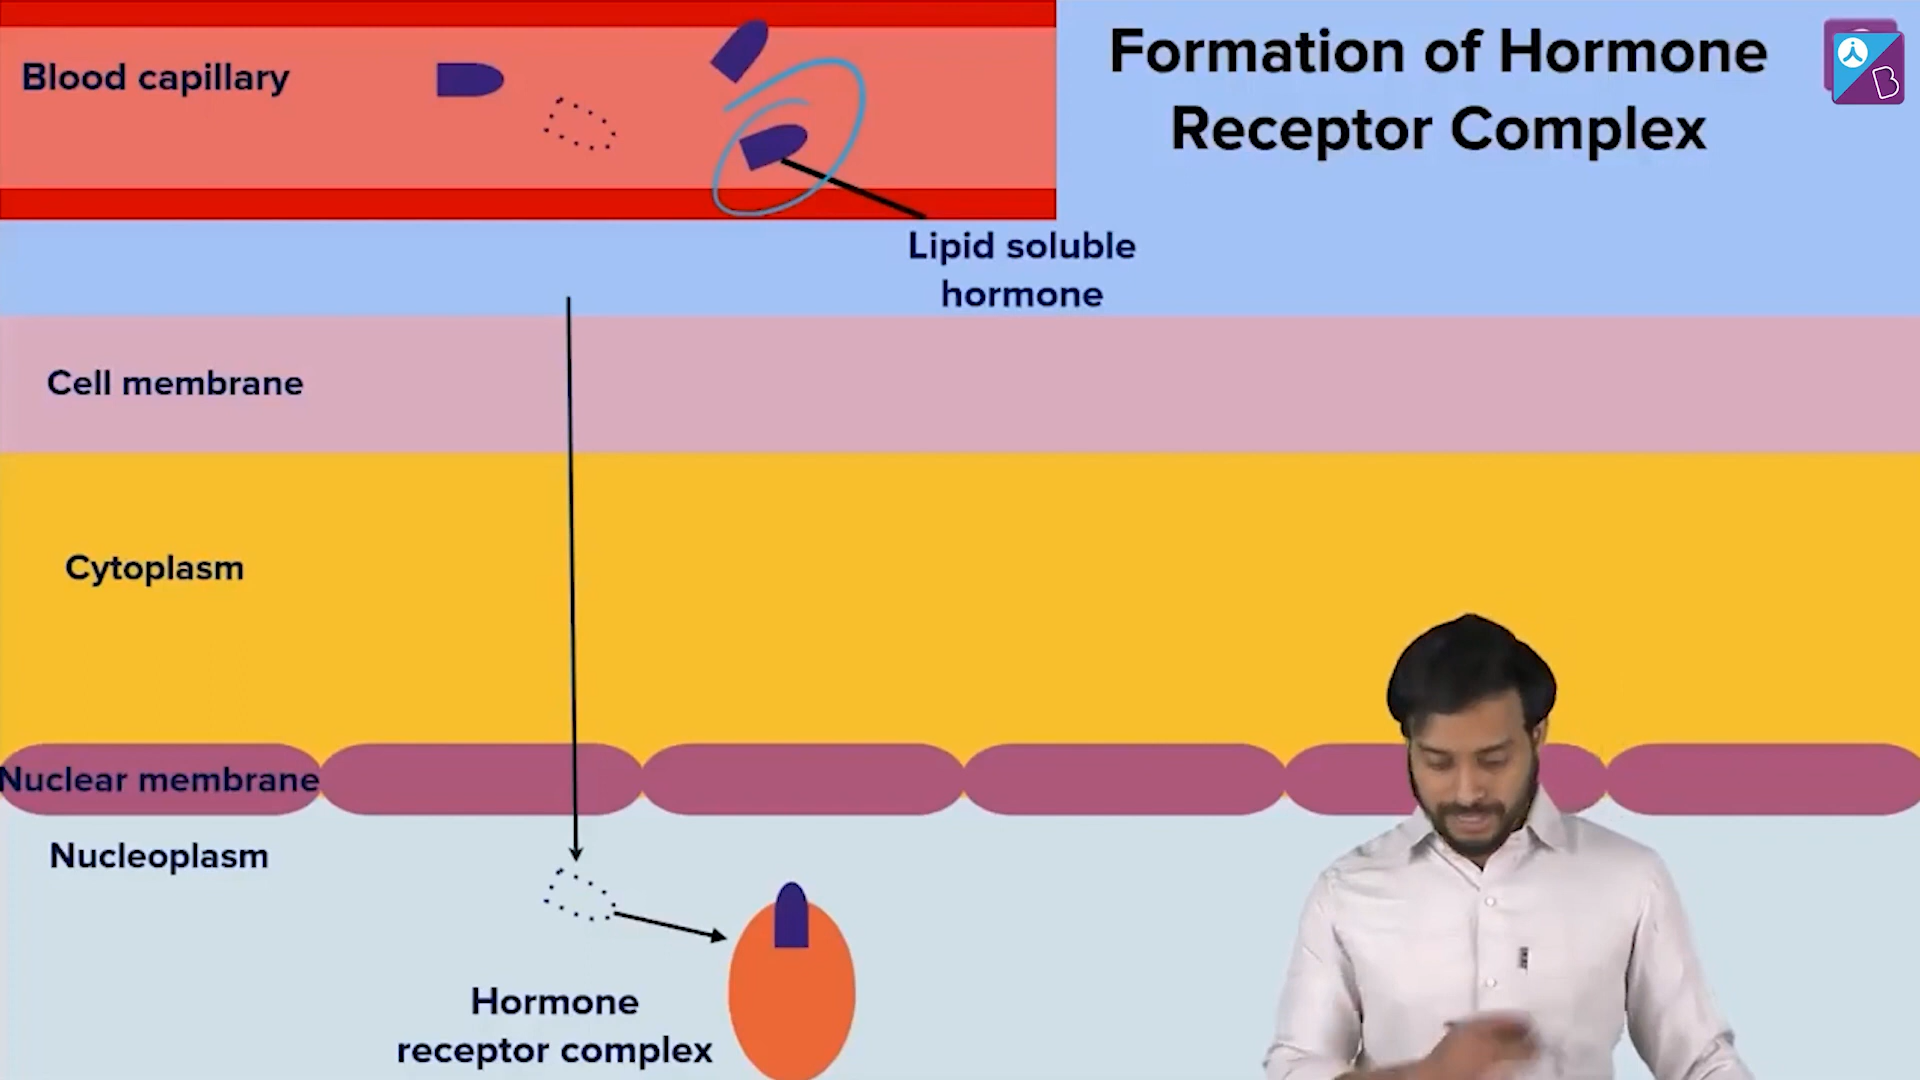 Blood capillary
Formation of Hormone
Receptor Complex
B
Lipid soluble
hormone
Cell membrane
Cytoplasm
Nuclear membrane
Nucleoplasm
Hormone
receptor complex